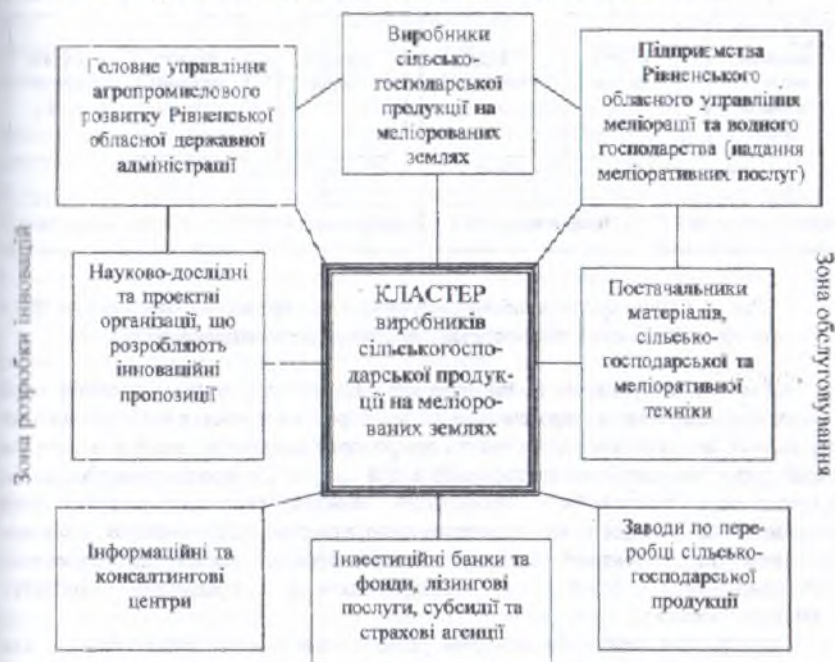 Головне управління
агропромислового
розвитку Рівненської
обласної державної
адміністрації
Виробники
сільсько-
господарської
продукції на
меліорованих
землях
Підприємства
Рівненського
обласного управління
меліорації та водного
господарства (надання
меліоративних послуг)
Зона розробки інновацій
Науково-дослідні
та проектні
організації, що
розробляють
інноваційні
пропозиції
КЛАСТЕР
виробників
сільськогоспо-
дарської продук-
ції на меліоро-
ваних землях
Постачальники
матеріалів,
сільсько-
господарської та
меліоративної
техніки
Зона обслуговування
Інформаційні та
консалтингові
центри
Інвестиційні банки та
фонди, лізингові
послуги, субсидії та
страхові агенції
Заводи по пере-
робці сільсько-
господарської
продукції